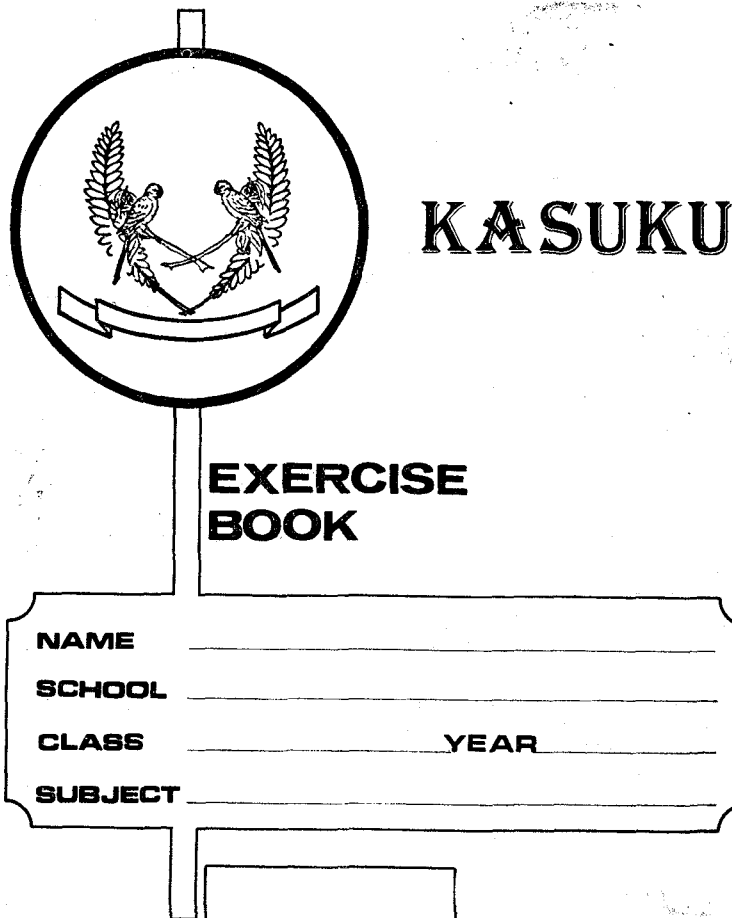 KASUKU
EXERCISE
BOOK
NAME
SCHOOL
CLASS YEAR
SUBJECT